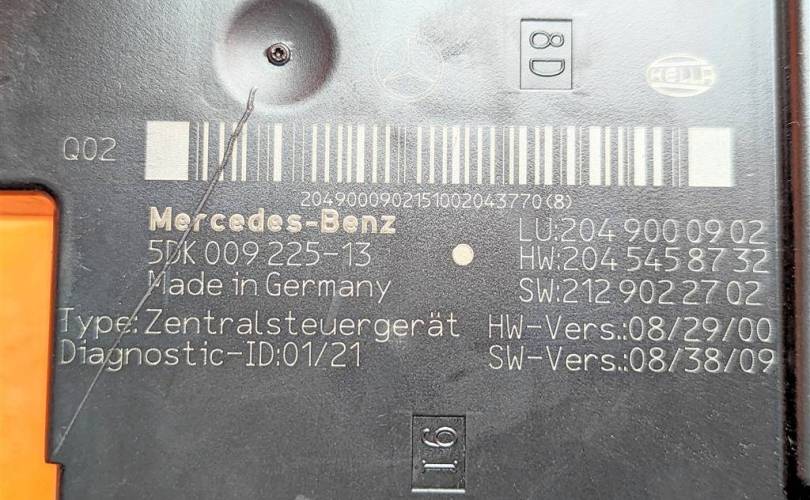 8D
HELLA
Q02
2049000902151002043770(8)
Mercedes-Benz
LU:204 900 09 02
5DK 009 225-13
HW:204 545 87 32
Made in Germany
SW:212 902 27 02
Type:Zentralsteuergerät
HW-Vers.:08/29/00
Diagnostic-ID:01/21
SW-Vers.:08/38/09
I6